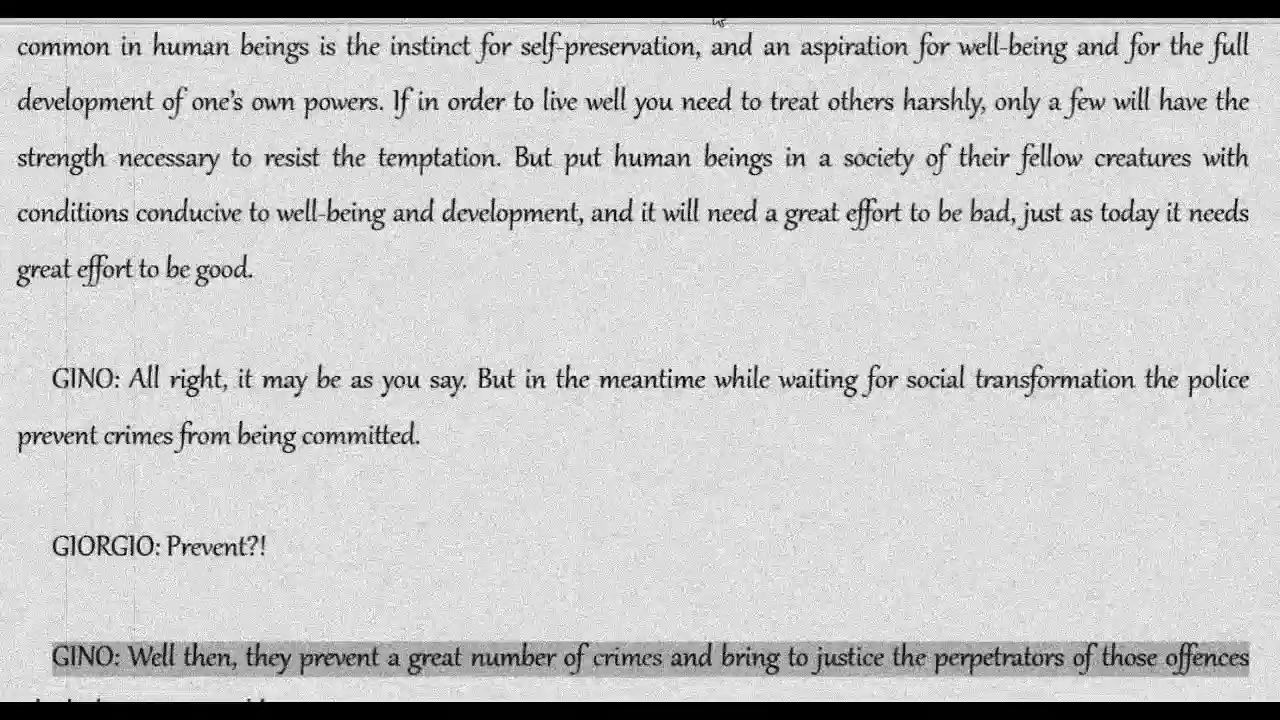 common in human beings is the instinct for self-preservation, and an aspiration for well-being and for the full
development of one's own powers. If in order to live well you need to treat others harshly, only a few will have the
strength necessary to resist the temptation. But put human beings in a society of their fellow creatures with
conditions conducive to well-being and development, and it will need a great effort to be bad, just as today it needs
great effort to be good.
GINO: All right, it may be as you say. But in the meantime while waiting for social transformation the police
prevent crimes from being committed.
GIORGIO: Prevent?!
GINO: Well then, they prevent a great number of crimes and bring to justice the perpetrators of those offences